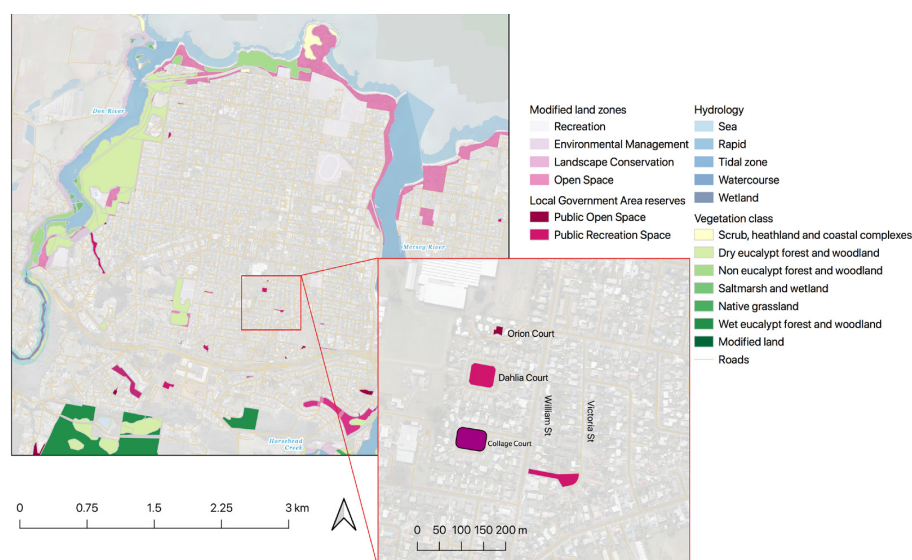 Don River
Mersey River
Horsehead
Creek
Modified land zones
Recreation
Environmental Management
Landscape Conservation
Open Space
Local Government Area reserves
Public Open Space
Public Recreation Space
Hydrology
Sea
Rapid
Tidal zone
Watercourse
Wetland
Vegetation class
Scrub, heathland and coastal complexes
Dry eucalypt forest and woodland
Non eucalypt forest and woodland
Saltmarsh and wetland
Native grassland
Wet eucalypt forest and woodland
Modified land
Roads
Orion Court
Dahlia Court
Collage Court
William St
Victoria St
0 50 100 150 200 m
0 0.75 1.5 2.25 3 km